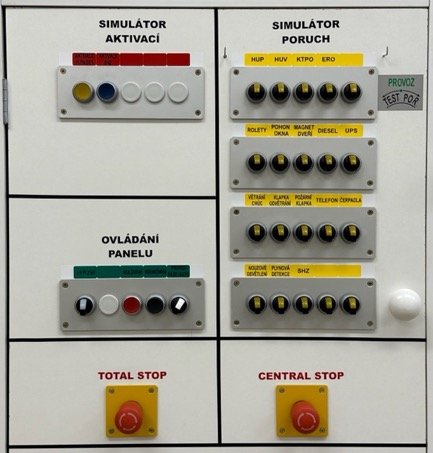 SIMULÁTOR
AKTIVACÍ
SIMULÁTOR
PORUCH
HUP HUV KTPO ERO
PROVOZ
TEST POŘ
ROLETY POHON OKNA MAGNET DVEŘÍ DIESEL UPS
VĚTRÁNÍ CHÚC KLAPKA ODVĚTRÁNÍ POŽÁRNÍ KLAPKA TELEFON ČERPADLA
OVLÁDÁNÍ
PANELU
NOUZOVÉ OSVĚTLENÍ PLYNOVÁ DETEKCE SHZ
TOTAL STOP
CENTRAL STOP